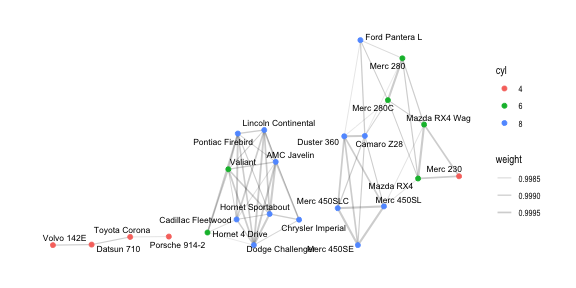 Ford Pantera L
Merc 280
Merc 280C
Mazda RX4 Wag
Lincoln Continental
Pontiac Firebird
Duster 360
Camaro Z28
Valiant
AMC Javelin
Merc 230
Mazda RX4
Merc 450SLC
Merc 450SL
Hornet Sportabout
Cadillac Fleetwood
Chrysler Imperial
Hornet 4 Drive
Toyota Corona
Volvo 142E
Datsun 710
Porsche 914-2
Dodge Challenger
Merc 450SE
cyl
4
6
8
weight
0.9985
0.9990
0.9995